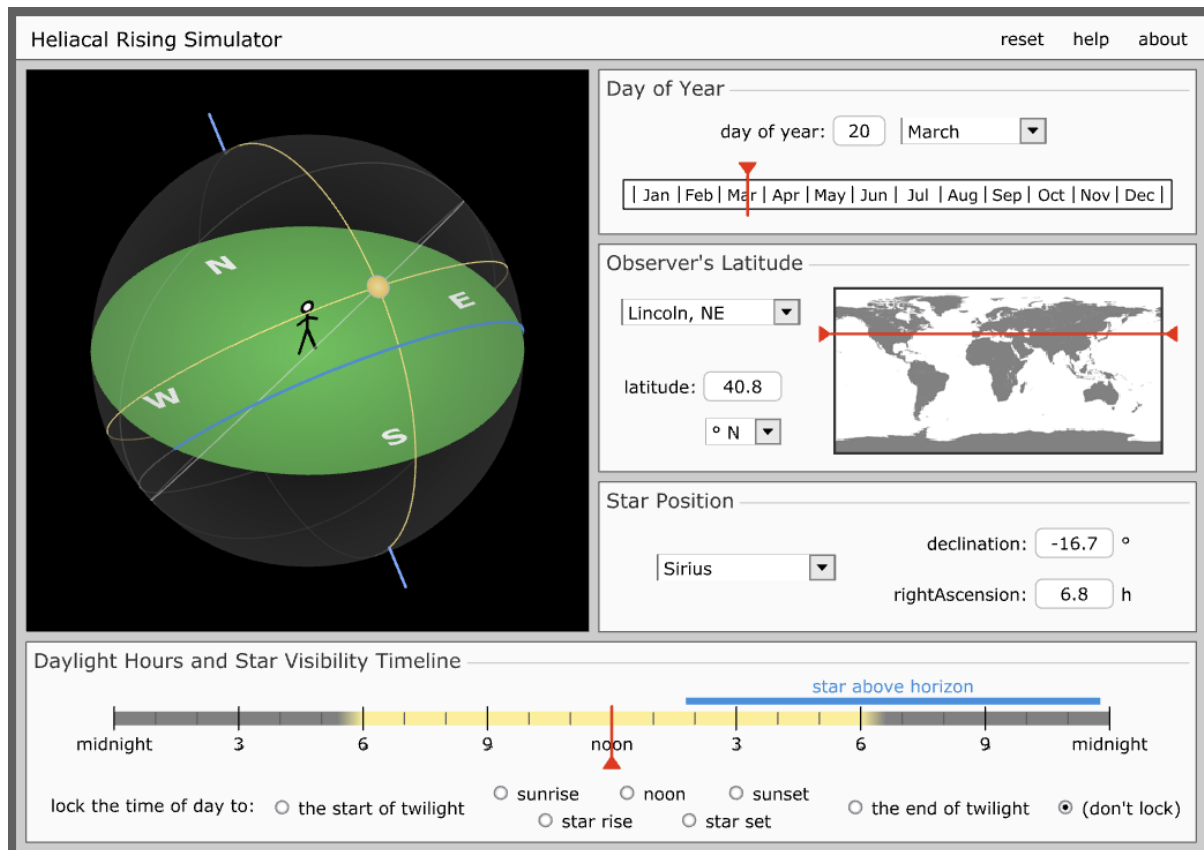 Heliacal Rising Simulator
reset help about
N
E
W
S
Day of Year
day of year: 20 March
Jan Feb Mar Apr May Jun Jul Aug Sep Oct Nov Dec
Observer's Latitude
Lincoln, NE
latitude: 40.8
° N
Star Position
Sirius
declination: -16.7 °
rightAscension: 6.8 h
Daylight Hours and Star Visibility Timeline
star above horizon
midnight 3 6 9 noon 3 6 9 midnight
lock the time of day to: the start of twilight sunrise noon sunset the end of twilight (don't lock)
star rise star set